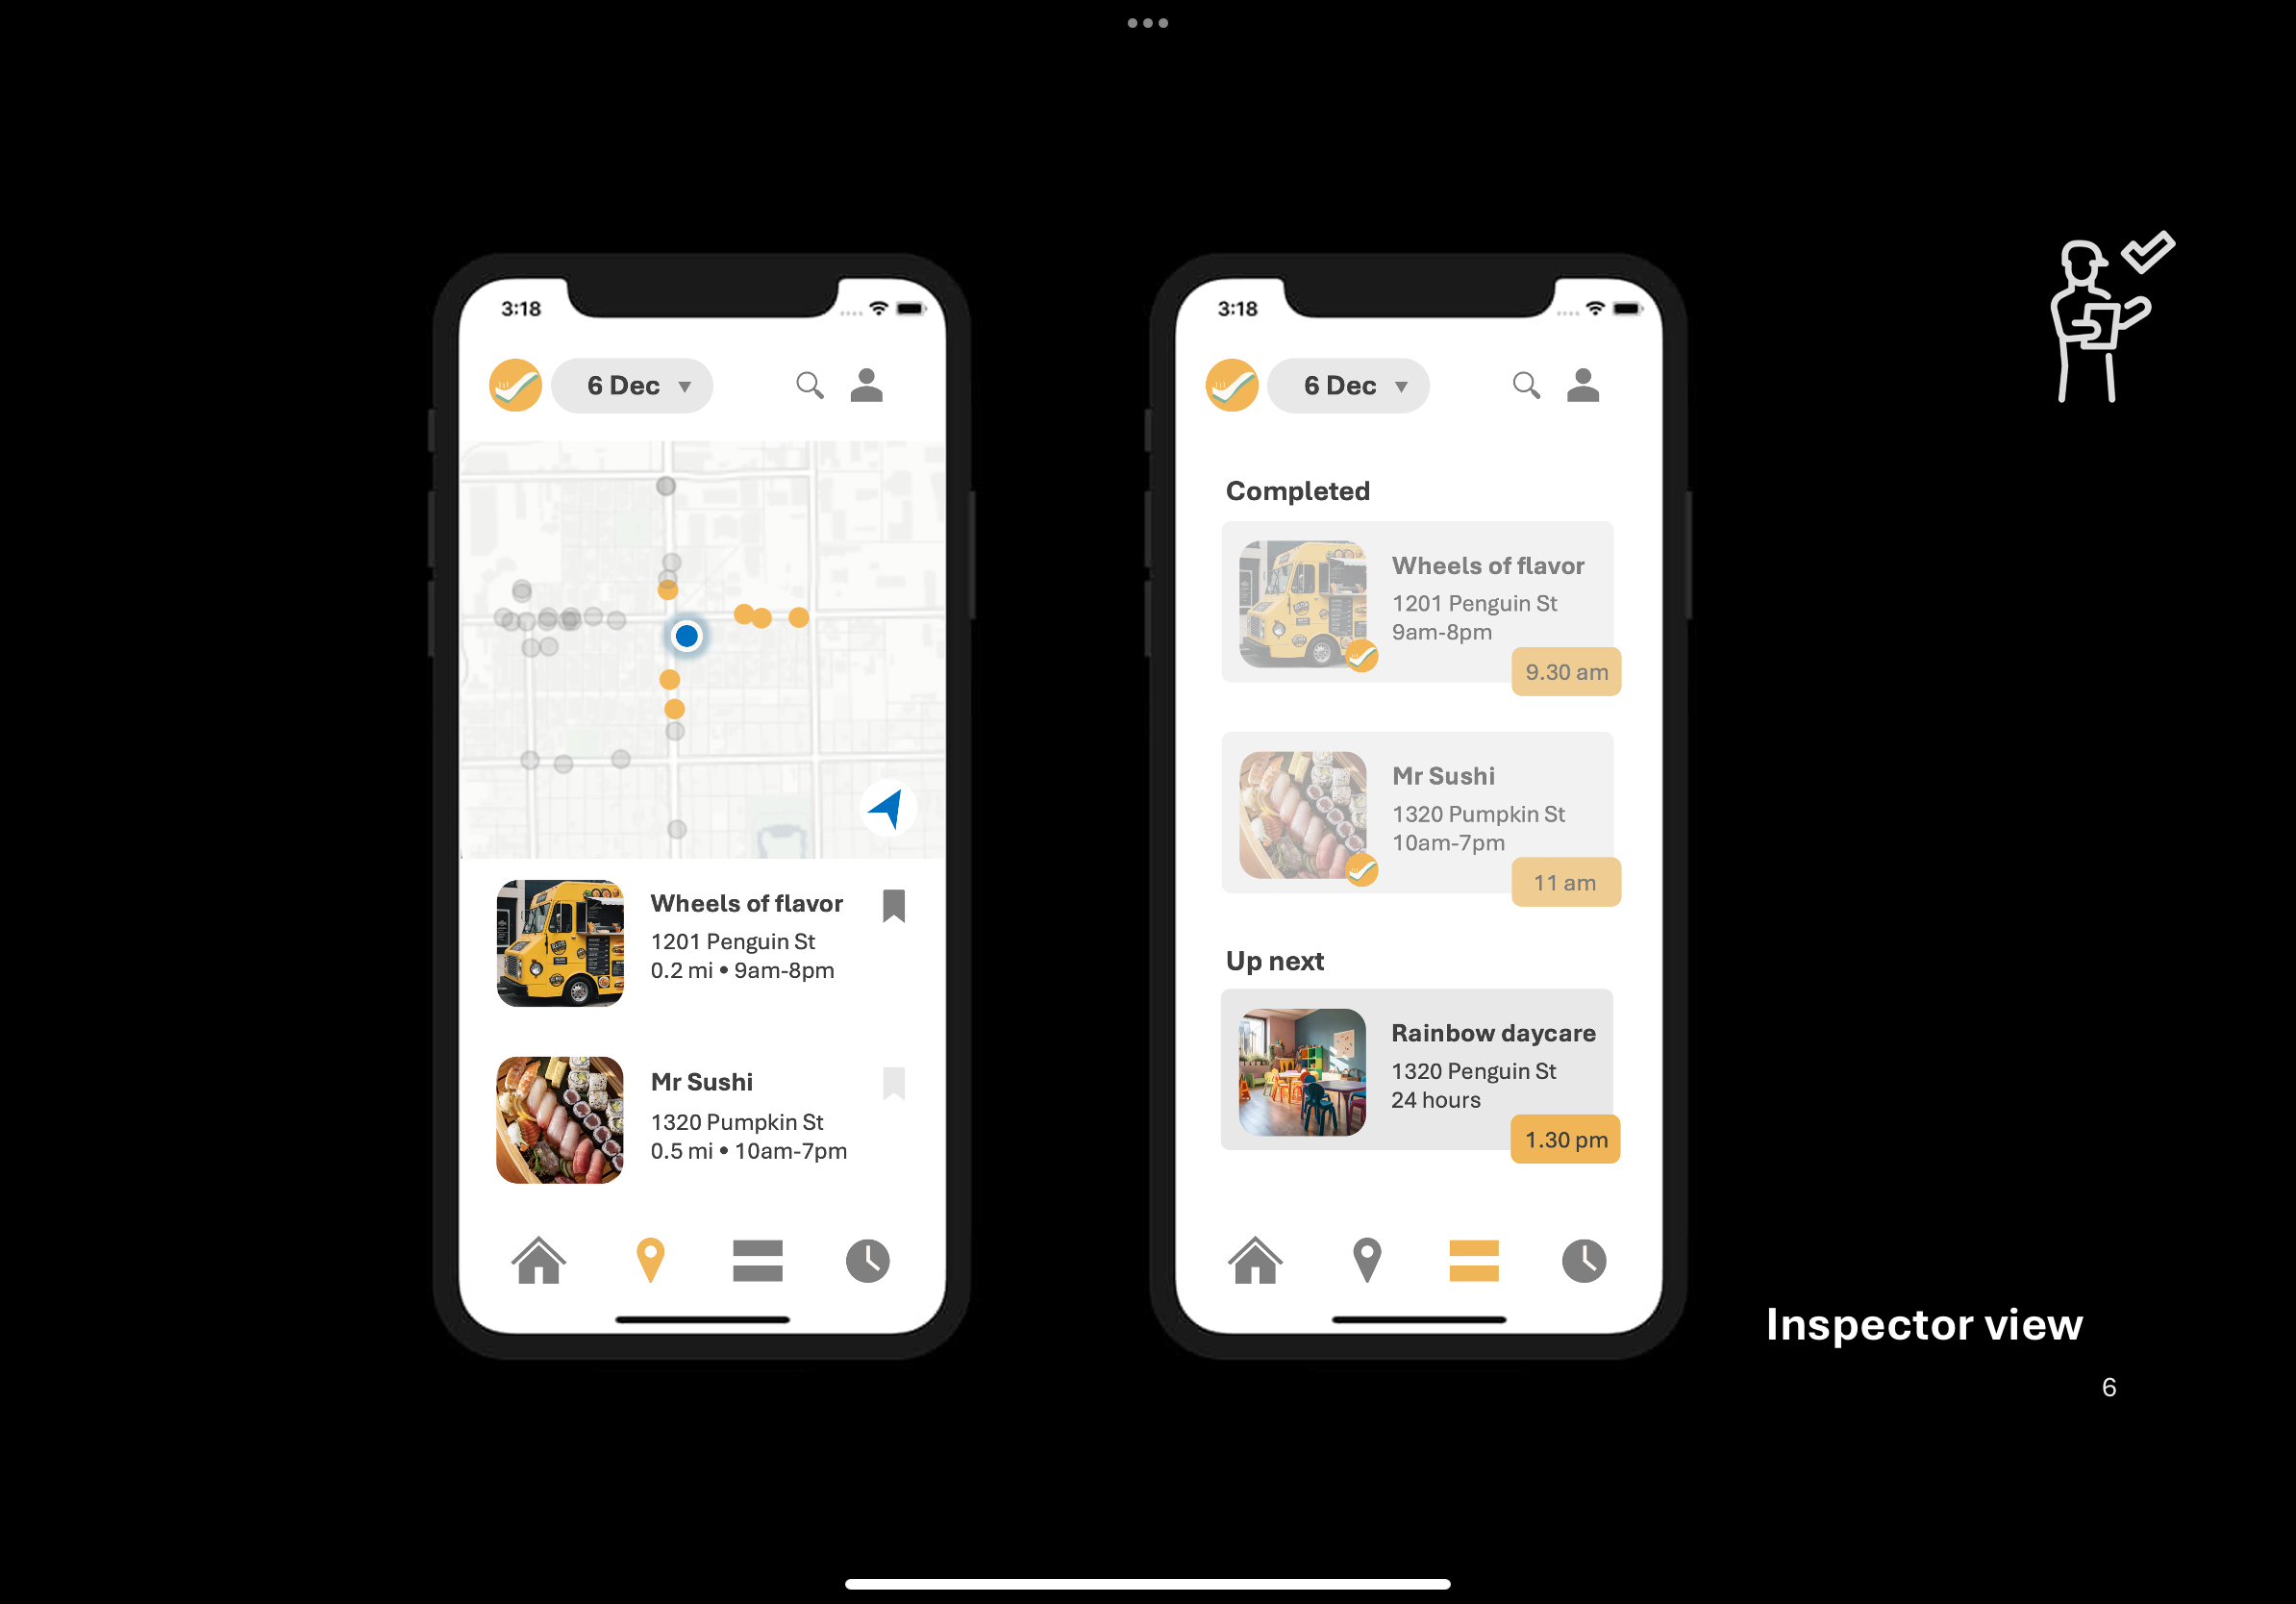 3:18
6 Dec
Wheels of flavor
1201 Penguin St
0.2 mi • 9am-8pm
Mr Sushi
1320 Pumpkin St
0.5 mi • 10am-7pm
3:18
6 Dec
Completed
Wheels of flavor
1201 Penguin St
9am-8pm
9.30 am
Mr Sushi
1320 Pumpkin St
10am-7pm
11 am
Up next
Rainbow daycare
1320 Penguin St
24 hours
1.30 pm
Inspector view
6